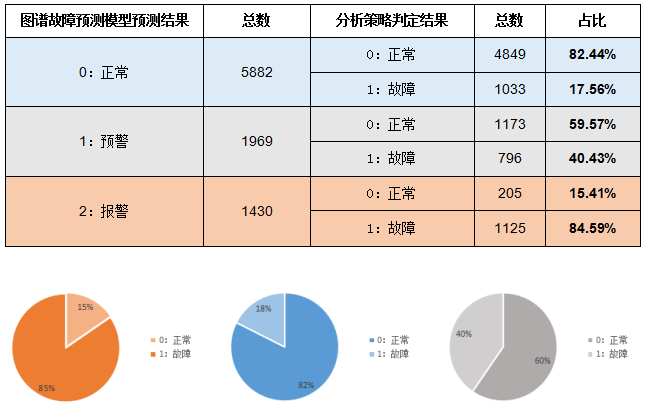 图谱故障预测模型预测结果 总数 分析策略判定结果 总数 占比
0：正常 5882 0：正常 4849 82.44%
1：故障 1033 17.56%
1：预警 1969 0：正常 1173 59.57%
1：故障 796 40.43%
2：报警 1430 0：正常 205 15.41%
1：故障 1125 84.59%
15%
85%
0：正常
1：故障
18%
82%
0：正常
1：故障
40%
60%
0：正常
1：故障